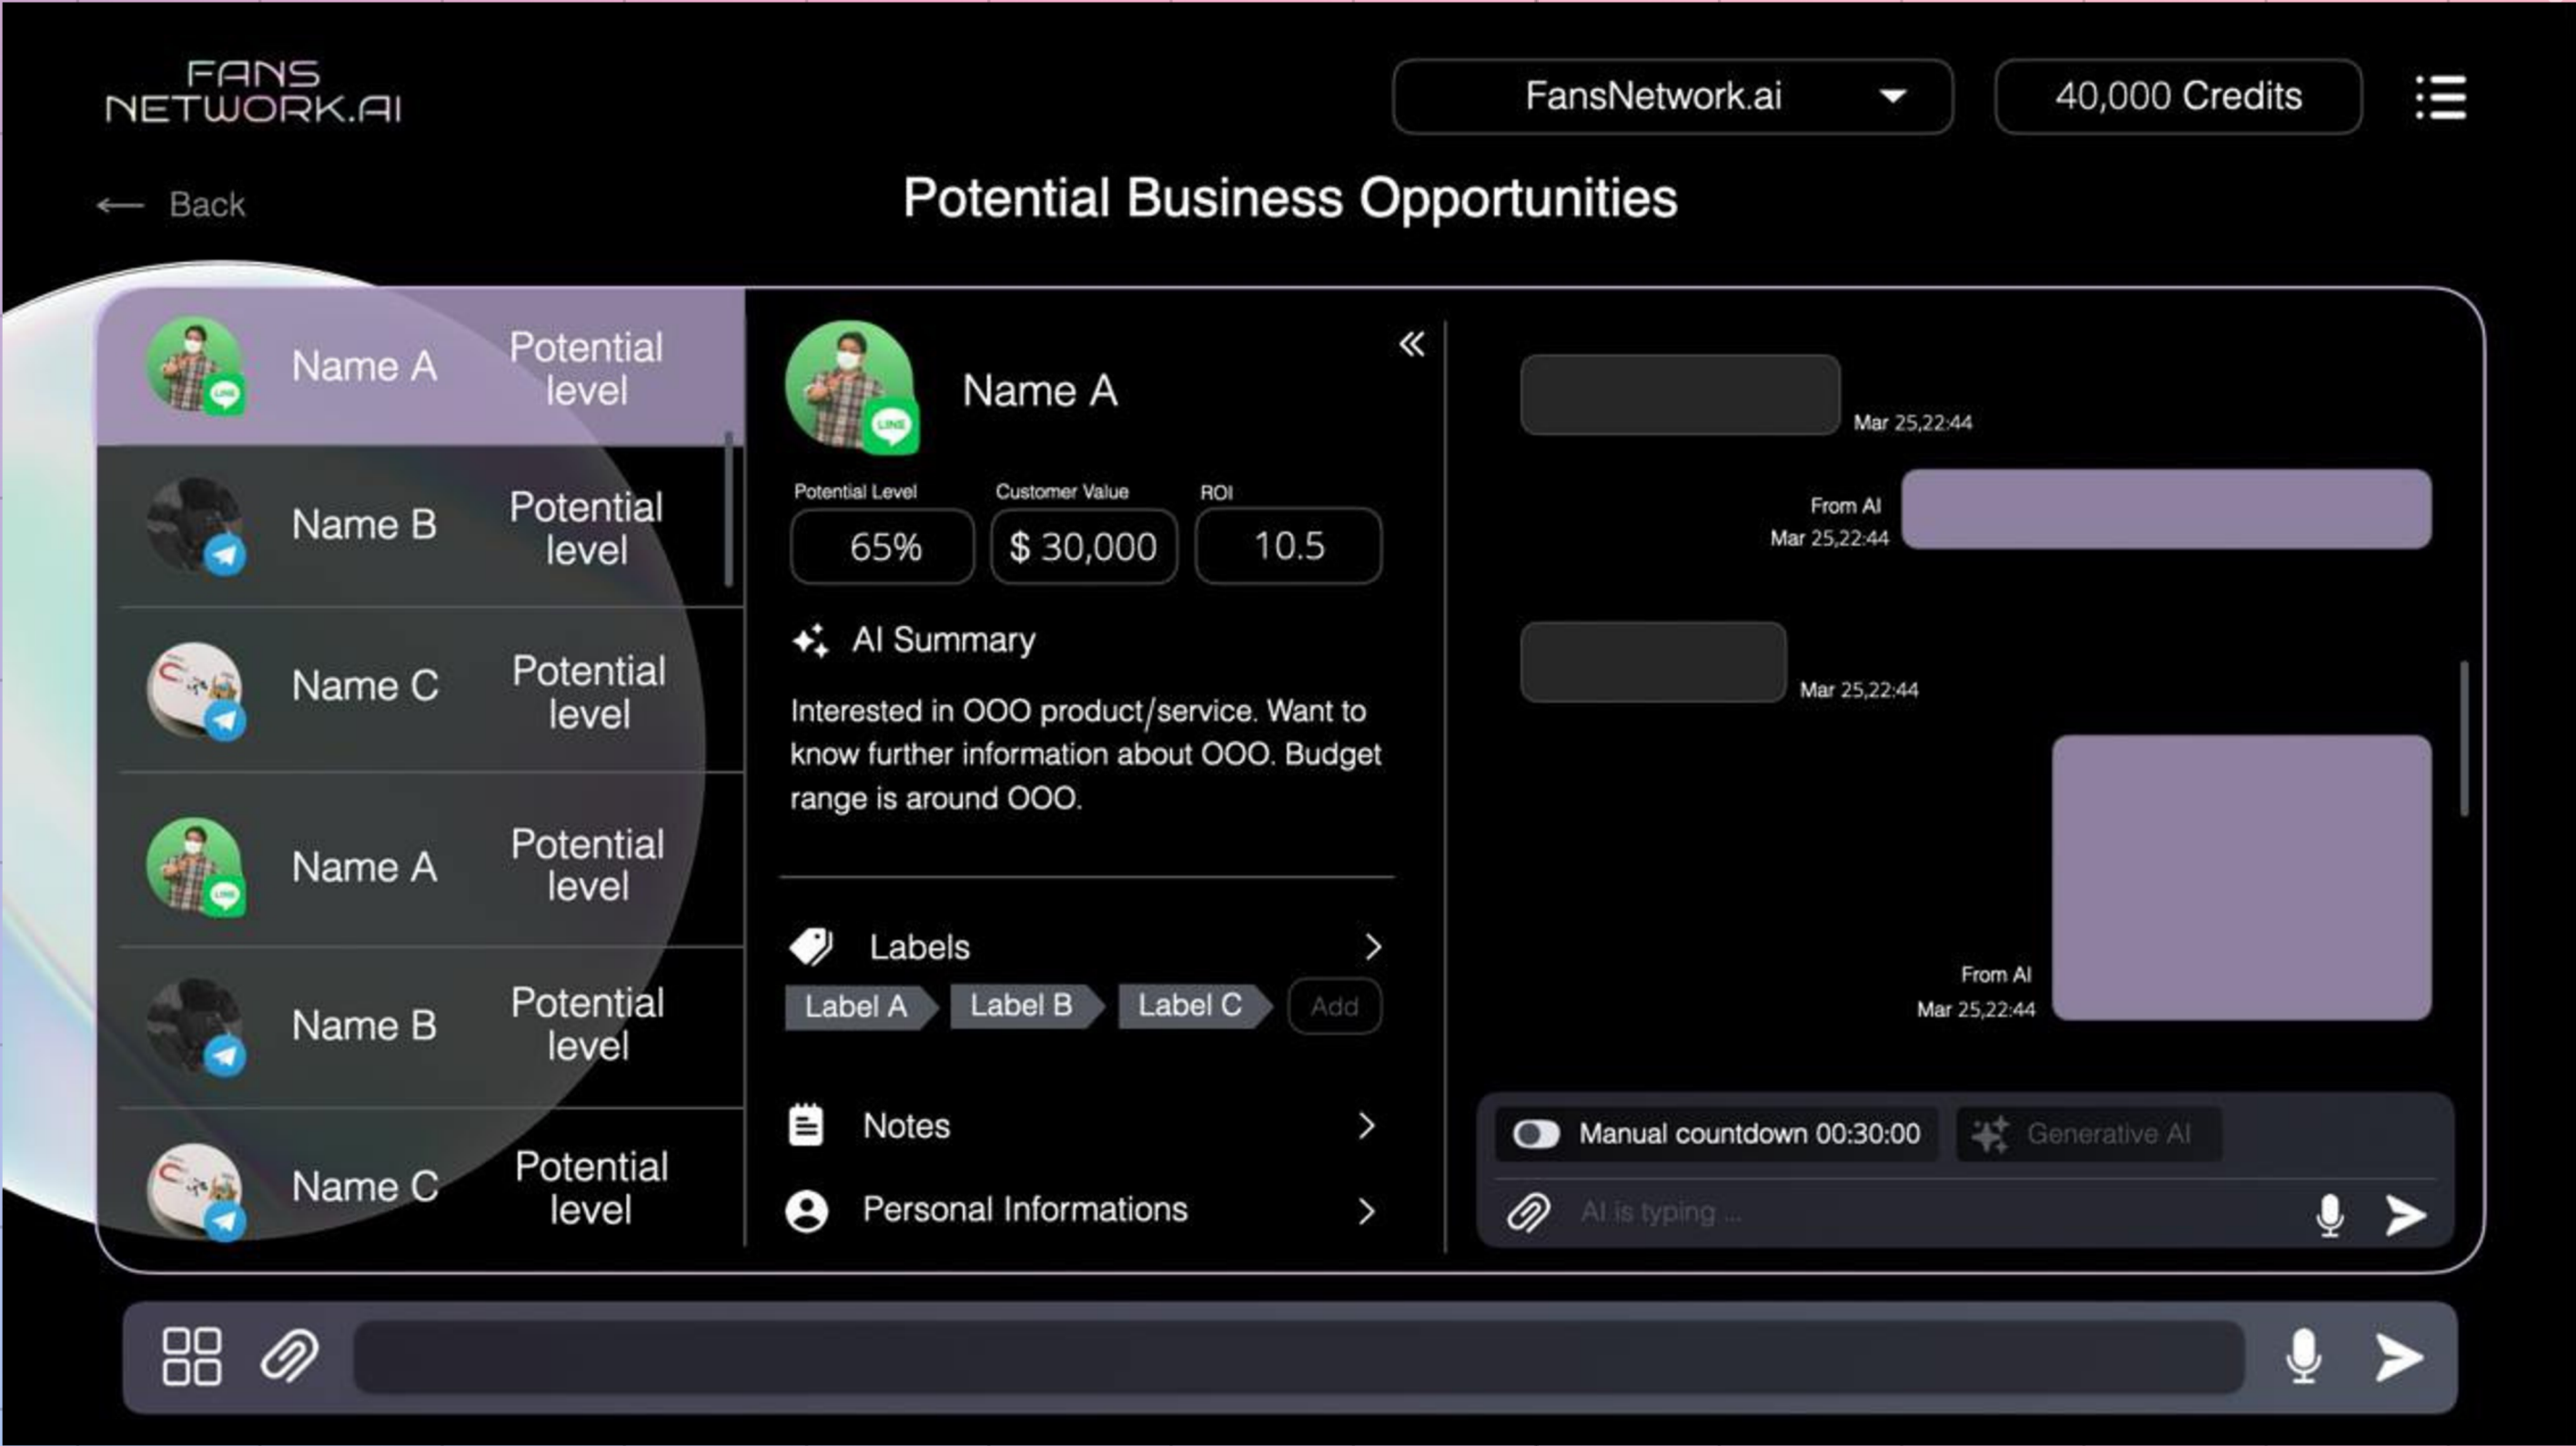 FANS
NETWORK.AI
FansNetwork.ai
40,000 Credits
Back
Potential Business Opportunities
Name A
Potential
level
Name B
Potential
level
Name C
Potential
level
Name A
Potential
level
Name B
Potential
level
Name C
Potential
level
LINE
Name A
Potential Level
Customer Value
ROI
65%
$ 30,000
10.5
AI Summary
Interested in OOO product/service. Want to
know further information about OOO. Budget
range is around OOO.
Labels
Label A
Label B
Label C
Add
Notes
Personal Informations
Mar 25,22:44
From AI
Mar 25,22:44
Mar 25,22:44
From AI
Mar 25,22:44
Manual countdown 00:30:00
Generative AI
AI is typing ...